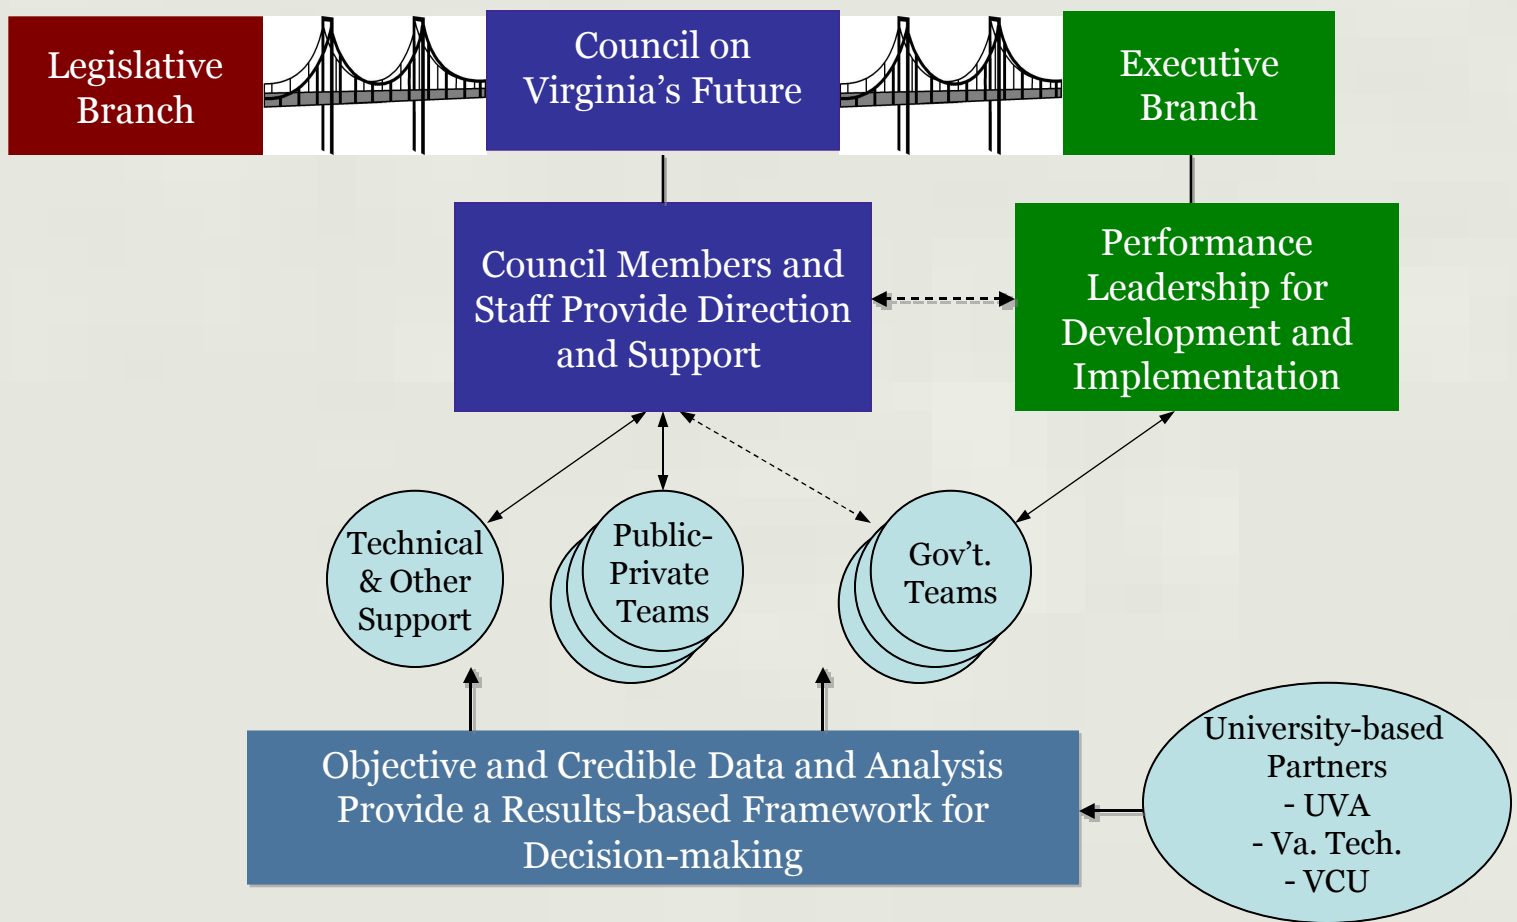 Legislative
Branch
Council on
Virginia’s Future
Executive
Branch
Council Members and
Staff Provide Direction
and Support
Performance
Leadership for
Development and
Implementation
Technical
& Other
Support
Public-
Private
Teams
Gov’t.
Teams
Objective and Credible Data and Analysis
Provide a Results-based Framework for
Decision-making
University-based
Partners
- UVA
- Va. Tech.
- VCU